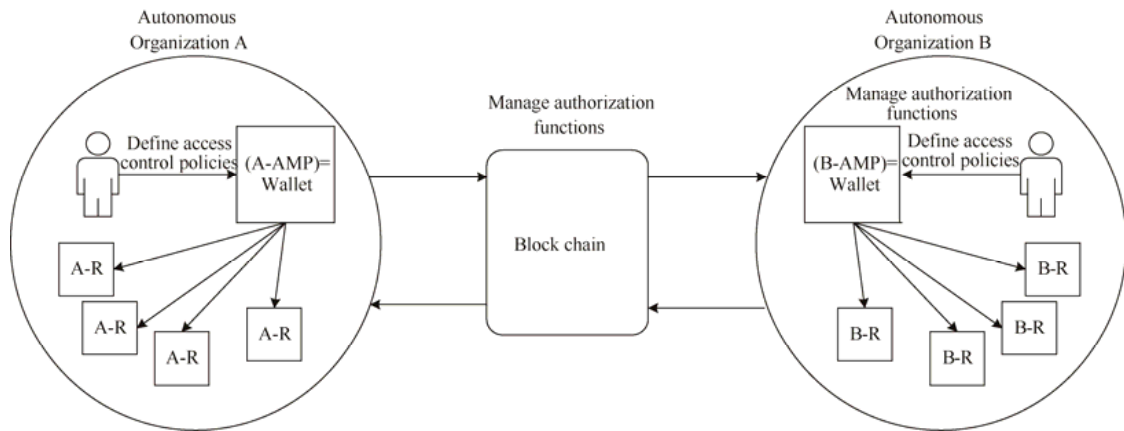 Autonomous
Organization A
Define access
control policies
(A-AMP)=
Wallet
A-R
A-R
A-R
A-R
Manage authorization
functions
Block chain
Autonomous
Organization B
Manage authorization
functions
(B-AMP)=
Wallet
Define access
control policies
B-R
B-R
B-R
B-R